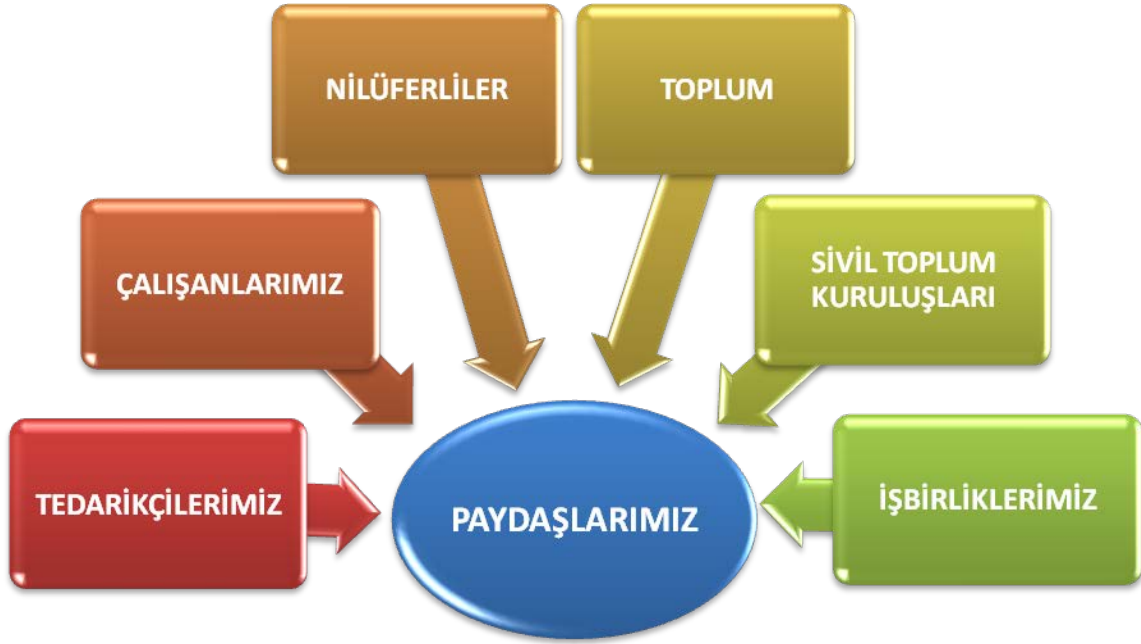 NİLÜFERLİLER
TOPLUM
ÇALIŞANLARIMIZ
SİVİL TOPLUM
KURULUŞLARI
TEDARİKÇİLERİMİZ
PAYDAŞLARIMIZ
İŞBİRLİKLERİMİZ